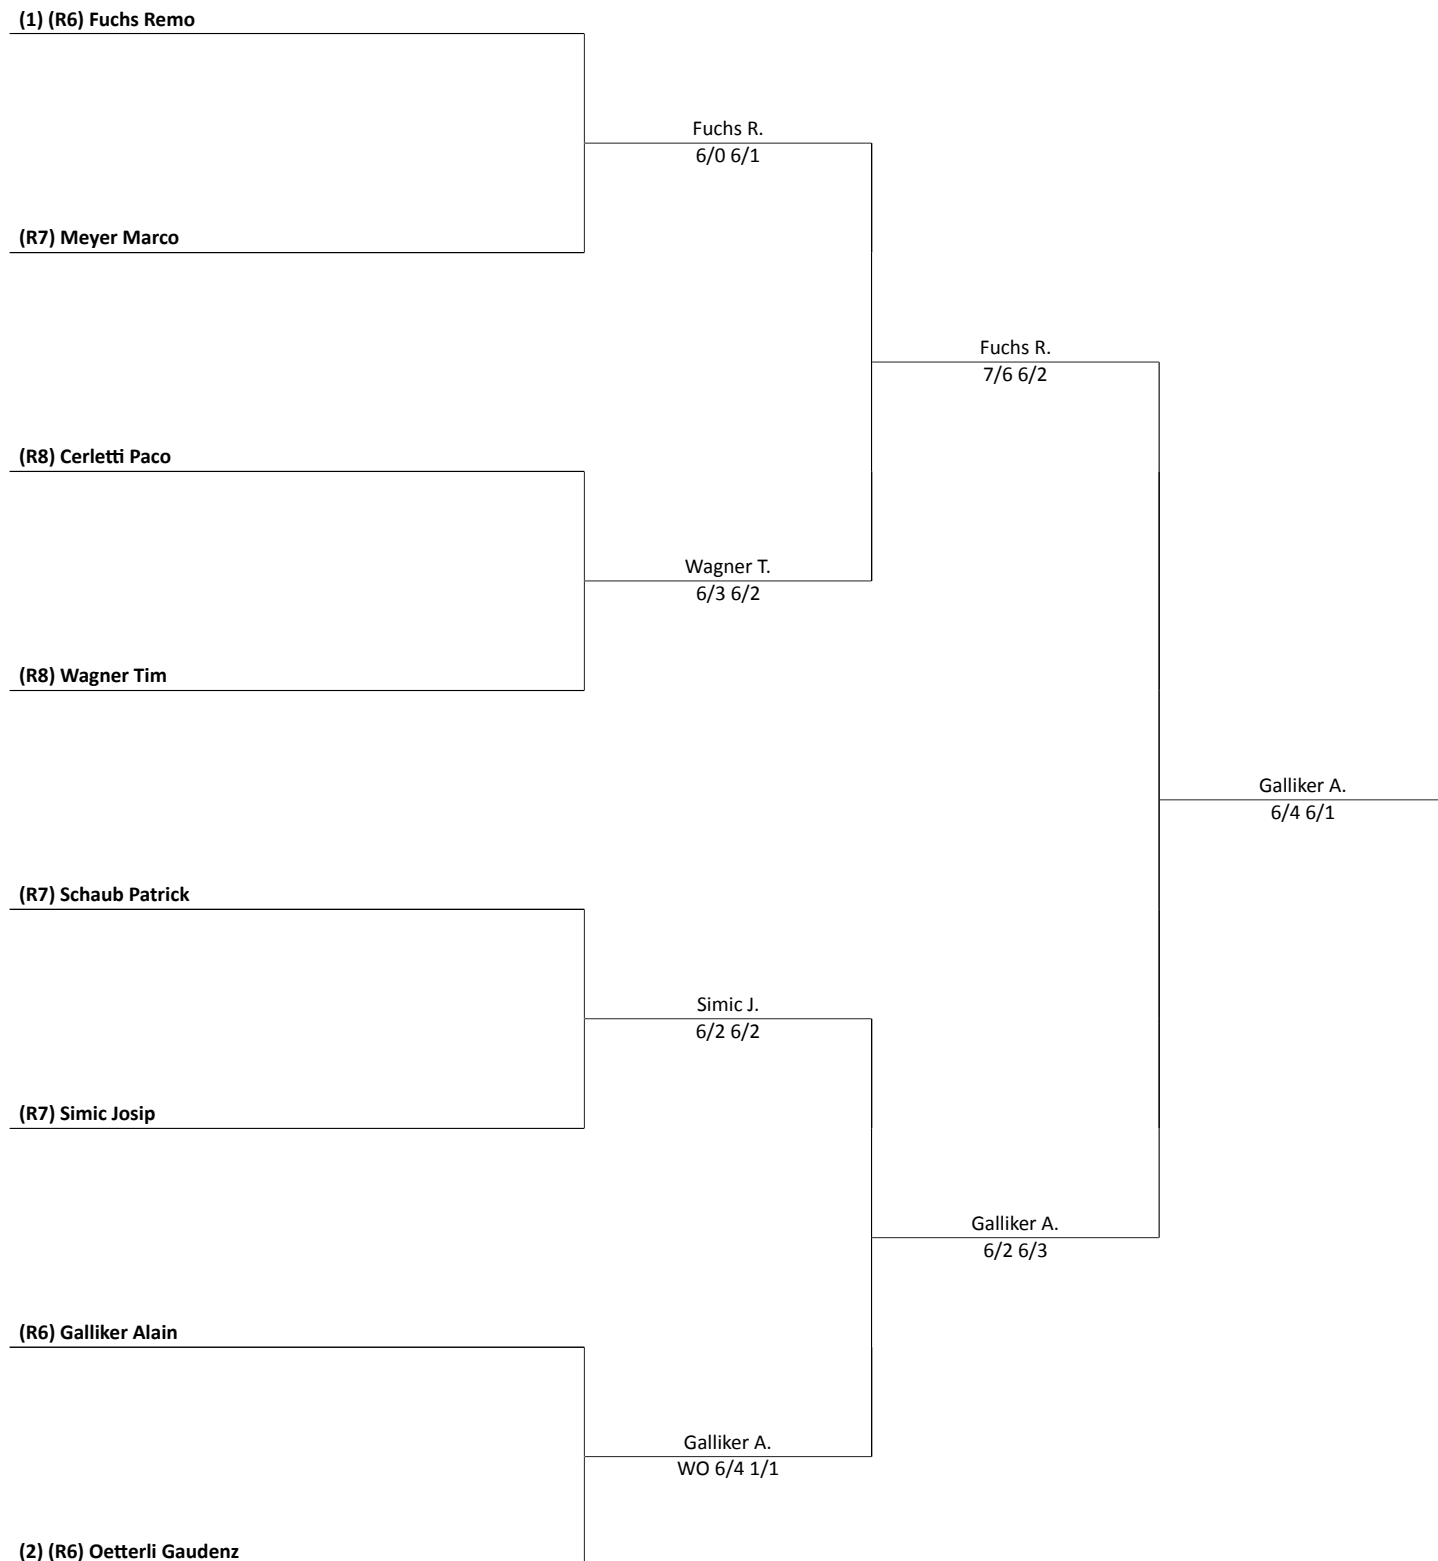 (1) (R6) Fuchs Remo
Fuchs R.
6/0 6/1
(R7) Meyer Marco
Fuchs R.
7/6 6/2
(R8) Cerletti Paco
Wagner T.
6/3 6/2
(R8) Wagner Tim
Galliker A.
6/4 6/1
(R7) Schaub Patrick
Simic J.
6/2 6/2
(R7) Simic Josip
Galliker A.
6/2 6/3
(R6) Galliker Alain
Galliker A.
WO 6/4 1/1
(2) (R6) Oetterli Gaudenz